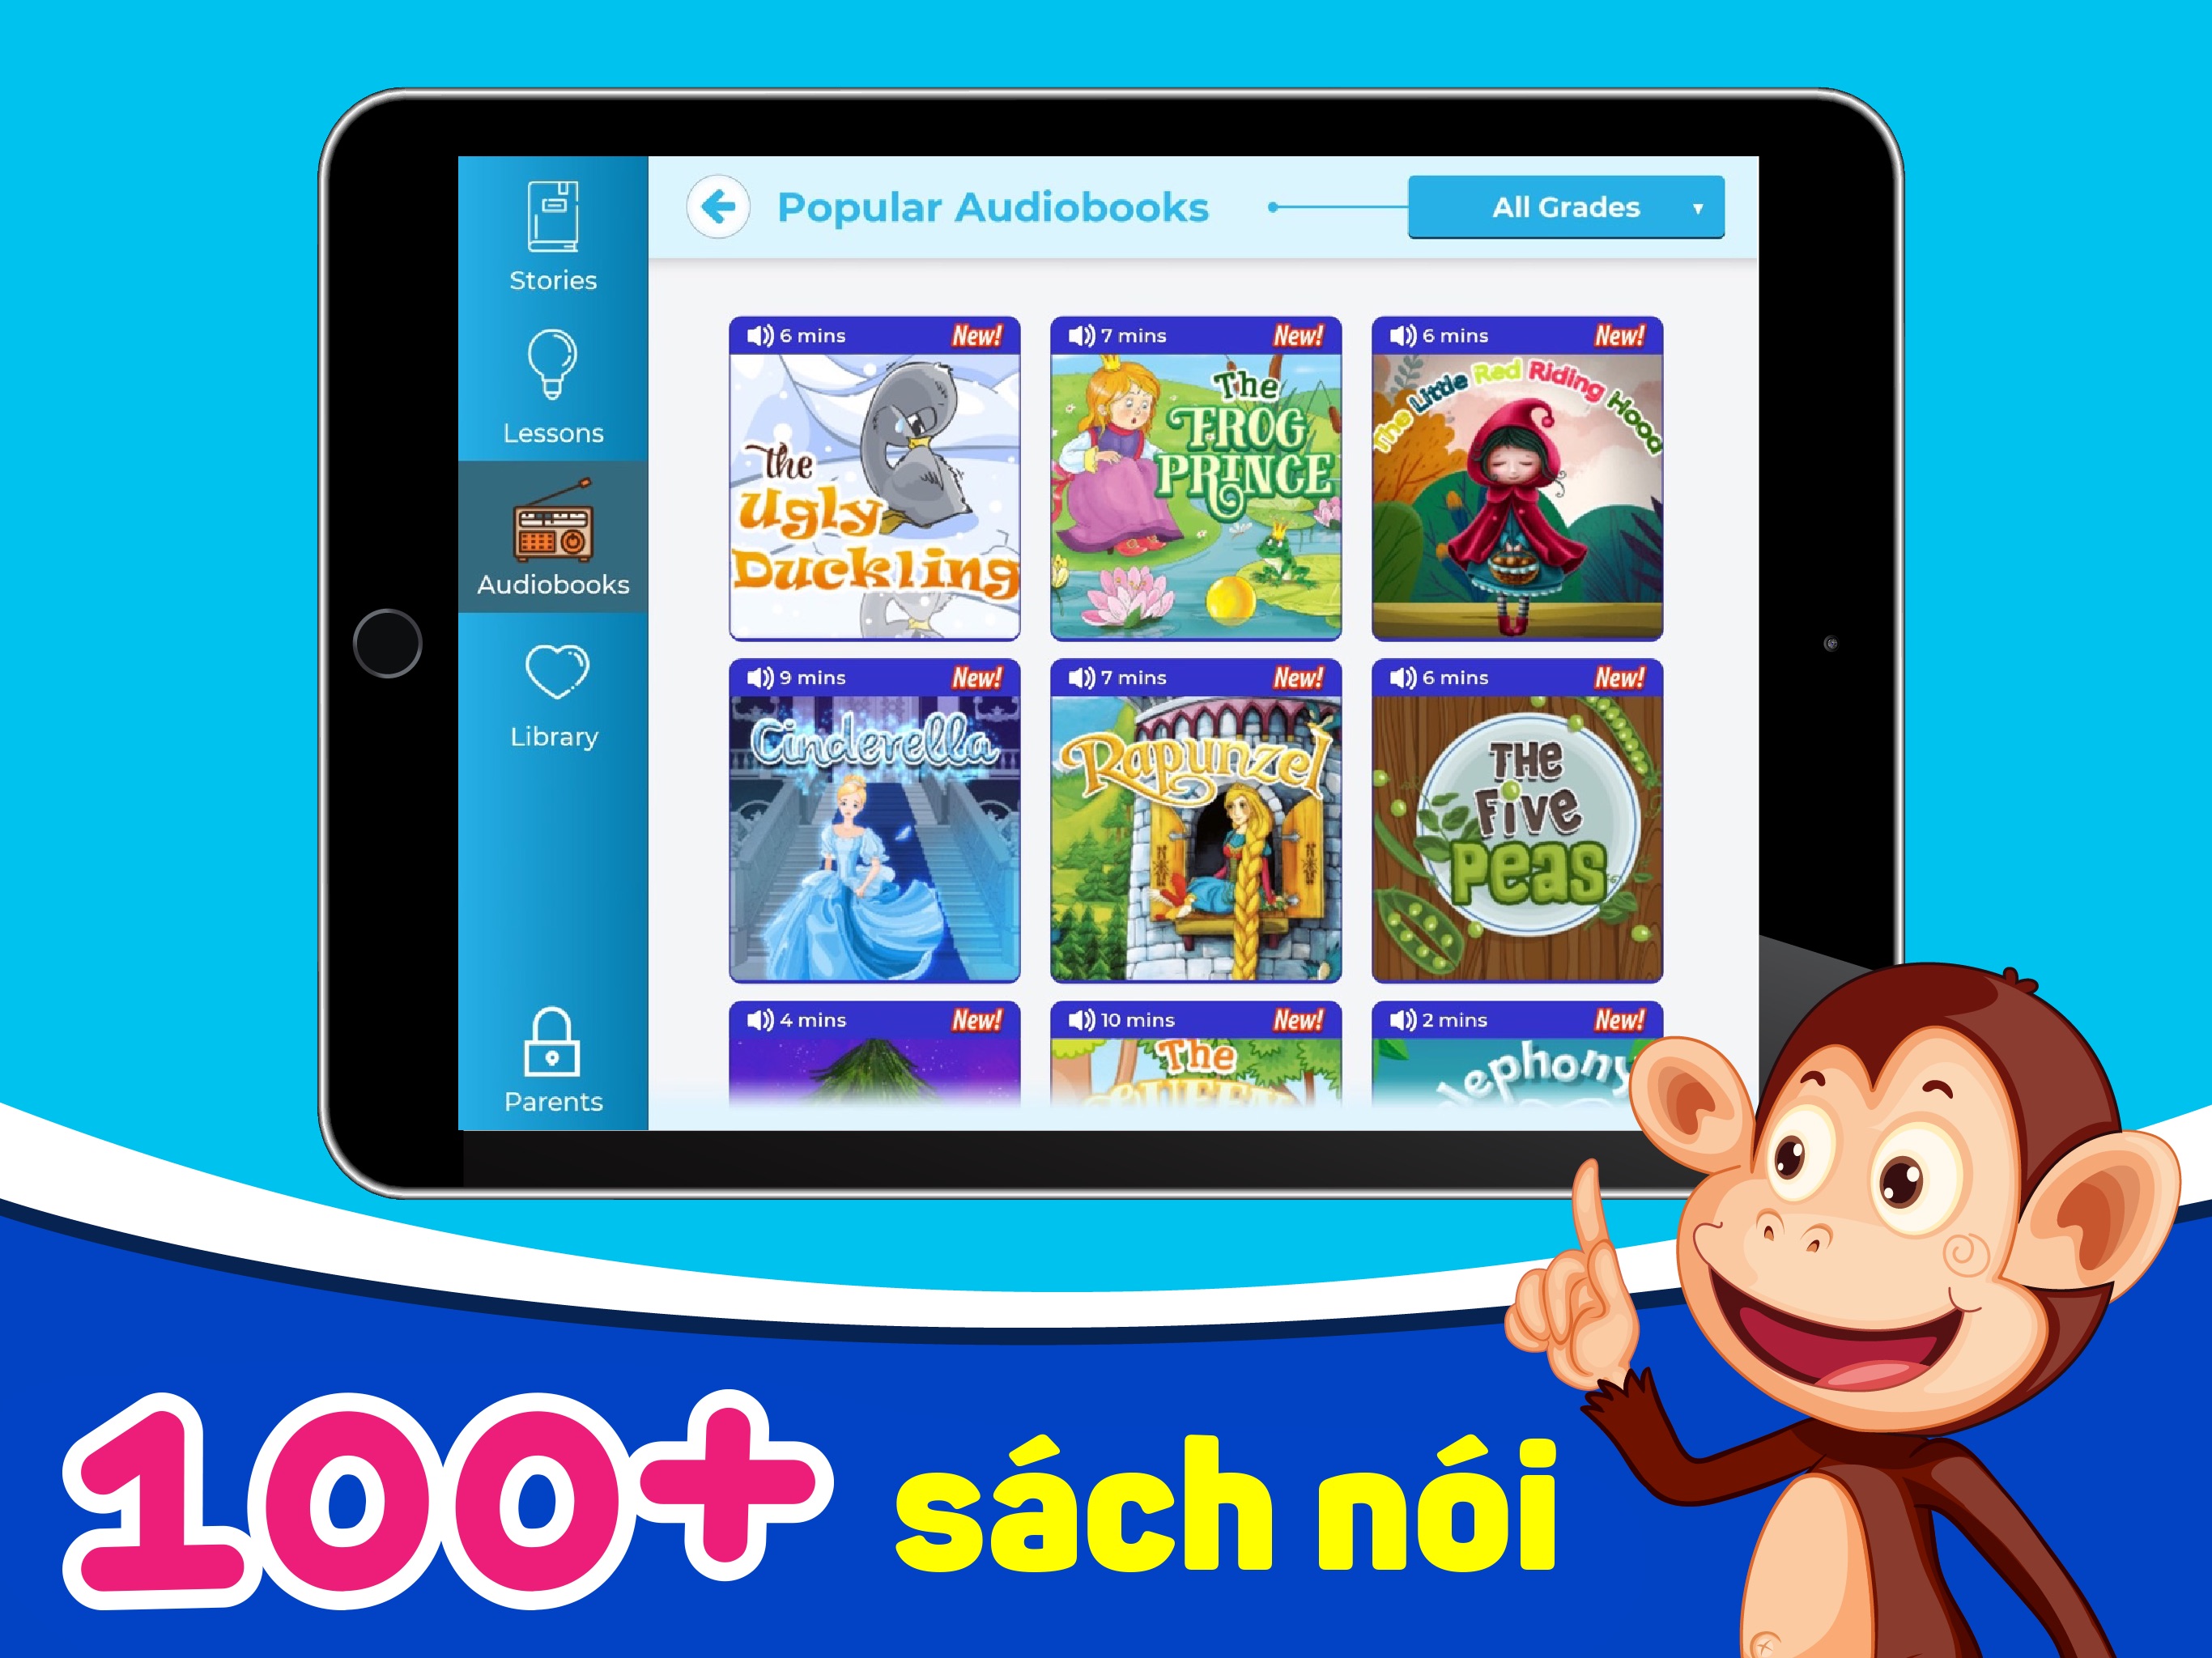 Stories
Lessons
Audiobooks
Library
Parents
Popular Audiobooks
All Grades
6 mins New!
the
Ugly
Duckling
7 mins New!
The
FROG
PRINCE
6 mins New!
The Little Red Riding Hood
9 mins New!
Cinderella
7 mins New!
Rapunzel
6 mins New!
THE
FivE
PEAS
4 mins New!
10 mins New!
The
2 mins New!
100+ sách nói